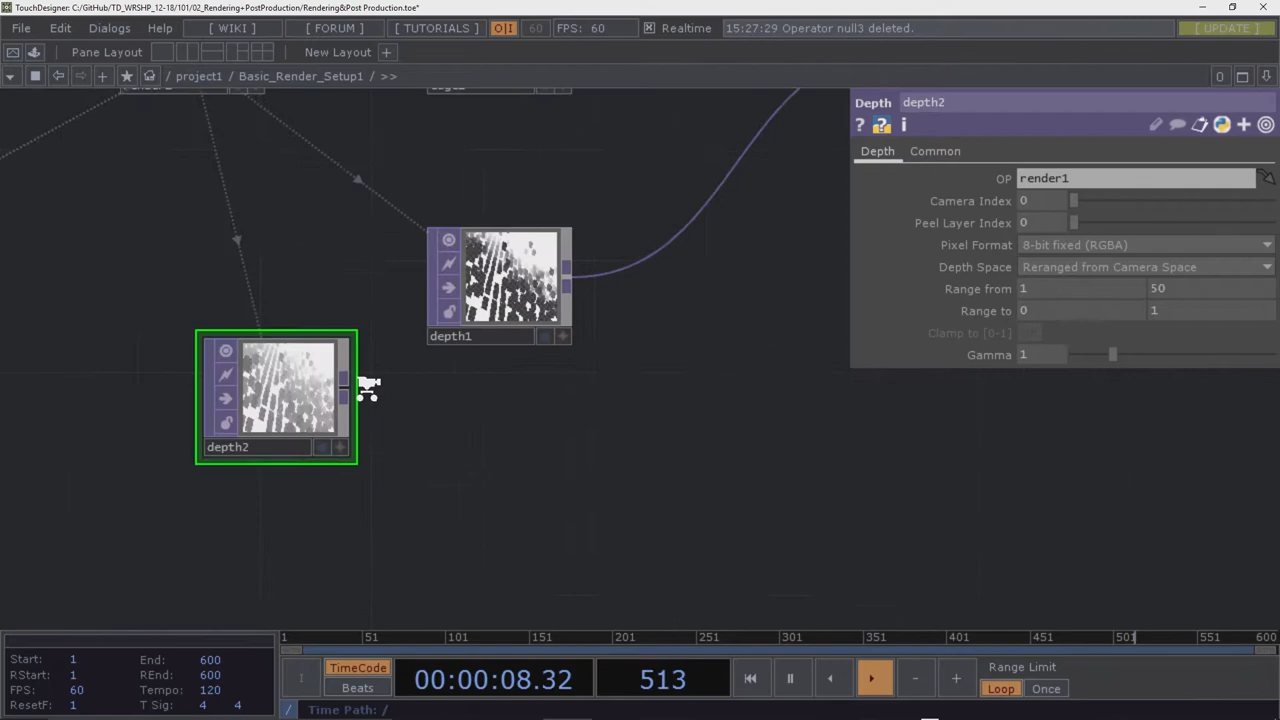 TouchDesigner: C:/GitHub/TD_WRSHP_12-18/101/02_Rendering+PostProduction/Rendering&Post Production.toe*
File Edit Dialogs [ WIKI ] [ FORUM ] [ TUTORIALS ] O|I 60 FPS: 60 Realtime 15:27:29 Operator null3 deleted. [ UPDATE ]
Pane Layout New Layout +
/ project1 / Basic_Render_Setup1 / >> 0
Depth depth2
? ? i
Depth Common
OP render1
Camera Index 0
Peel Layer Index 0
Pixel Format 8-bit fixed (RGBA)
Depth Space Reranged from Camera Space
Range from 1 50
Range to 0 1
Clamp to [0-1]
Gamma 1
depth1
depth2
1 51 101 151 201 251 301 351 401 451 501 551 600
Start: 1 End: 600
RStart: 1 REnd: 600
FPS: 60 Tempo: 120
ResetF: 1 T Sig: 4 4
1 TimeCode
Beats
00:00:08.32 513
Range Limit
Loop Once
/ Time Path: /